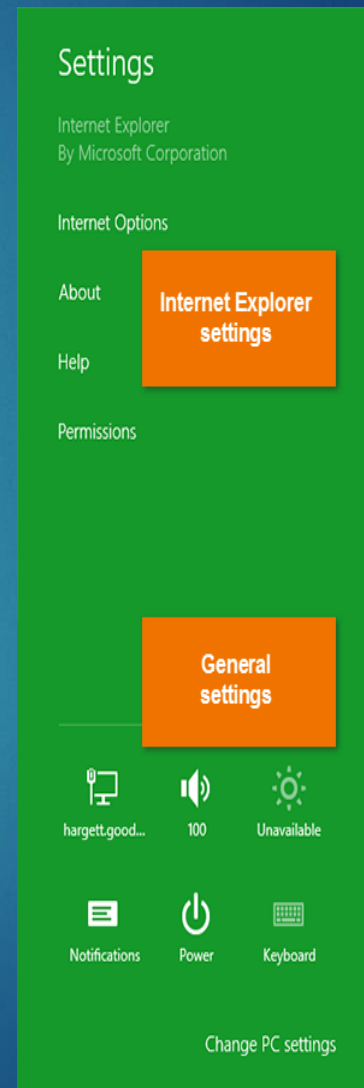 Settings
Internet Explorer
By Microsoft Corporation
Internet Options
About
Internet Explorer
settings
Help
Permissions
General
settings
hargett.good...
100
Unavailable
Notifications
Power
Keyboard
Change PC settings